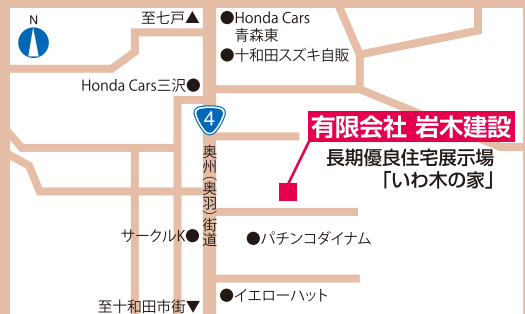 N
至七戸▲
●Honda Cars
青森東
●十和田スズキ自販
Honda Cars三沢●
4
有限会社 岩木建設
長期優良住宅展示場
「いわ木の家」
奥州(奥羽)街道
サークルK●
●パチンコダイナム
●イエローハット
至十和田市街▼